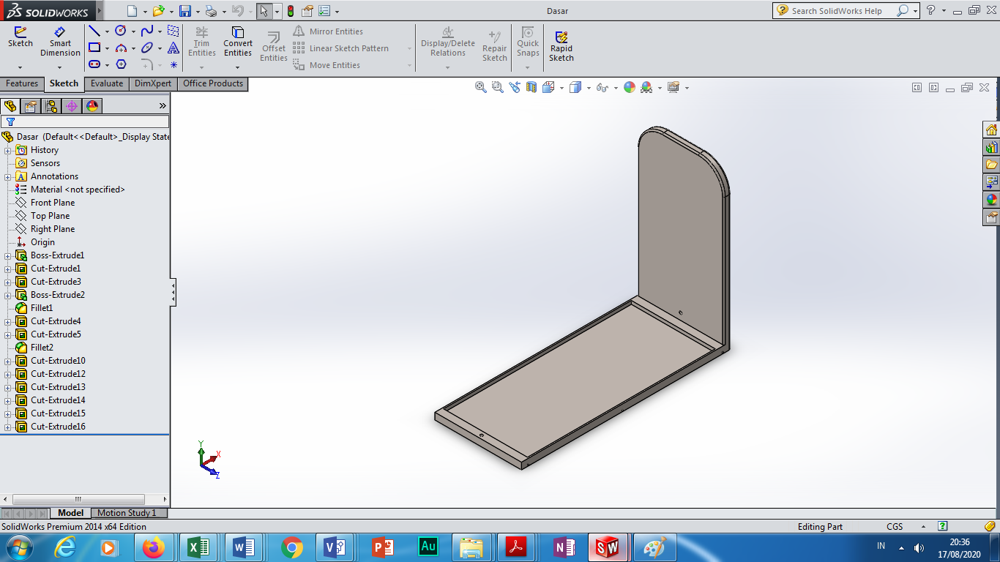 SOLIDWORKS
Dasar
Search SolidWorks Help
Sketch
Smart Dimension
Trim Entities
Convert Entities
Offset Entities
Mirror Entities
Linear Sketch Pattern
Move Entities
Display/Delete Relations
Repair Sketch
Quick Snaps
Rapid Sketch
Features
Sketch
Evaluate
DimXpert
Office Products
Dasar (Default<<Default>_Display State
History
Sensors
A
Annotations
Material <not specified>
Front Plane
Top Plane
Right Plane
Origin
Boss-Extrude1
Cut-Extrude1
Cut-Extrude3
Boss-Extrude2
Fillet1
Cut-Extrude4
Cut-Extrude5
Fillet2
Cut-Extrude10
Cut-Extrude12
Cut-Extrude13
Cut-Extrude14
Cut-Extrude15
Cut-Extrude16
Y
X
Z
Model
Motion Study 1
SolidWorks Premium 2014 x64 Edition
Editing Part
CGS
Au
SW
IN
20:36
17/08/2020